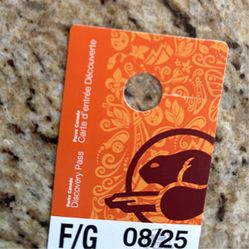 Parks Canada
Discovery Pass
Parcs Canada
Carte d'entrée Découverte
F/G 08/25